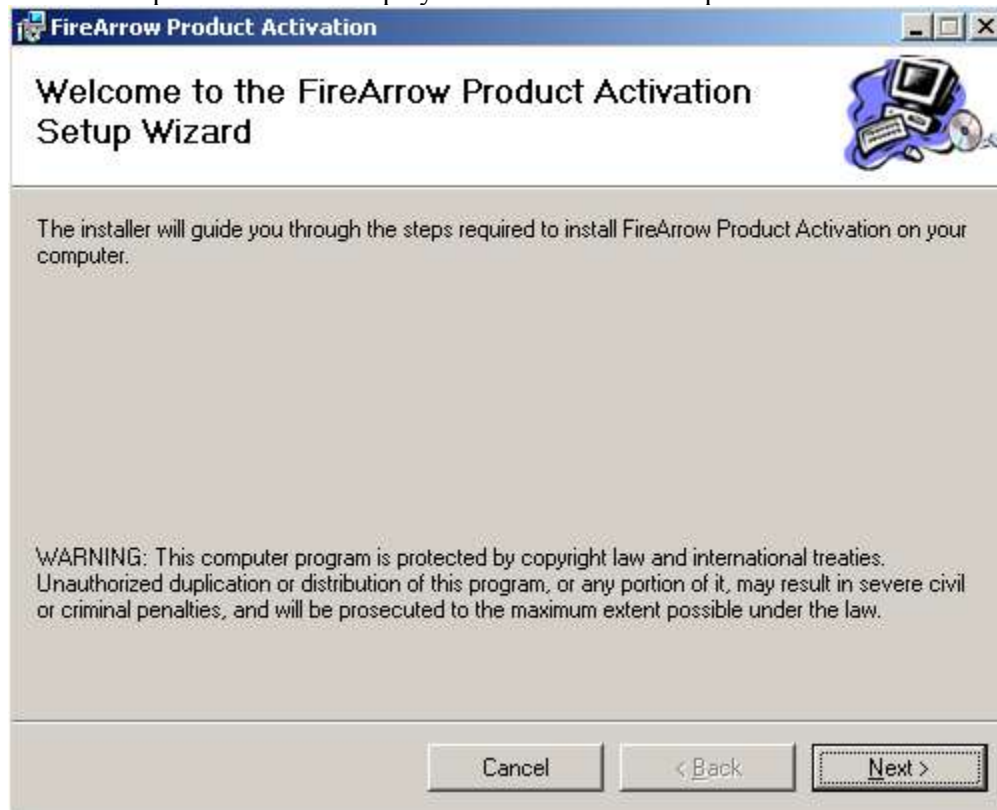 FireArrow Product Activation
Welcome to the FireArrow Product Activation
Setup Wizard
The installer will guide you through the steps required to install FireArrow Product Activation on your
computer.
WARNING: This computer program is protected by copyright law and international treaties.
Unauthorized duplication or distribution of this program, or any portion of it, may result in severe civil
or criminal penalties, and will be prosecuted to the maximum extent possible under the law.
Cancel
< Back
Next >